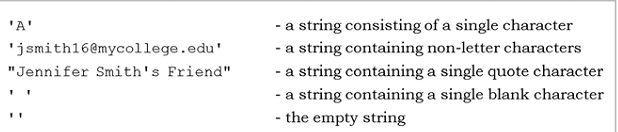 'A' - a string consisting of a single character
'jsmith16@mycollege.edu' - a string containing non-letter characters
"Jennifer Smith's Friend" - a string containing a single quote character
' ' - a string containing a single blank character
'' - the empty string